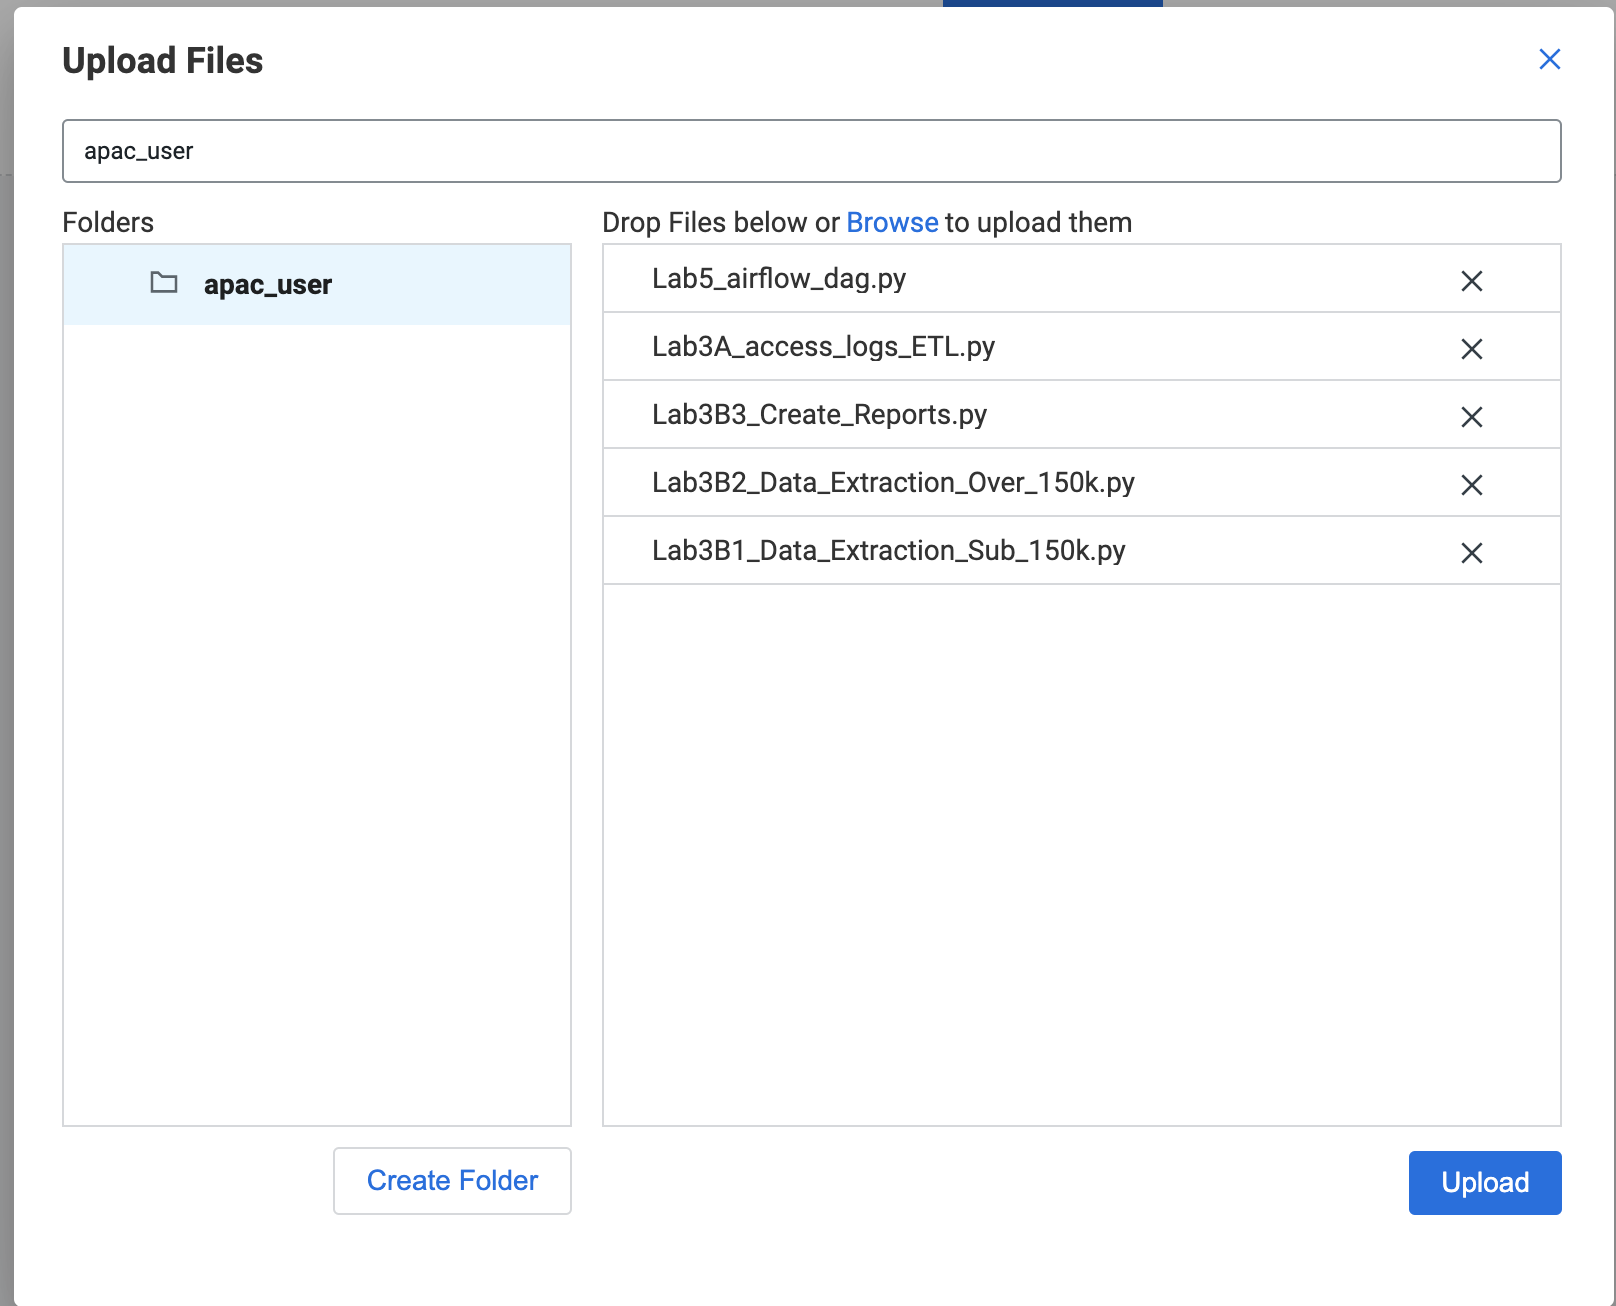 Upload Files
apac_user
Folders
Drop Files below or Browse to upload them
apac_user
Lab5_airflow_dag.py
Lab3A_access_logs_ETL.py
Lab3B3_Create_Reports.py
Lab3B2_Data_Extraction_Over_150k.py
Lab3B1_Data_Extraction_Sub_150k.py
Create Folder
Upload